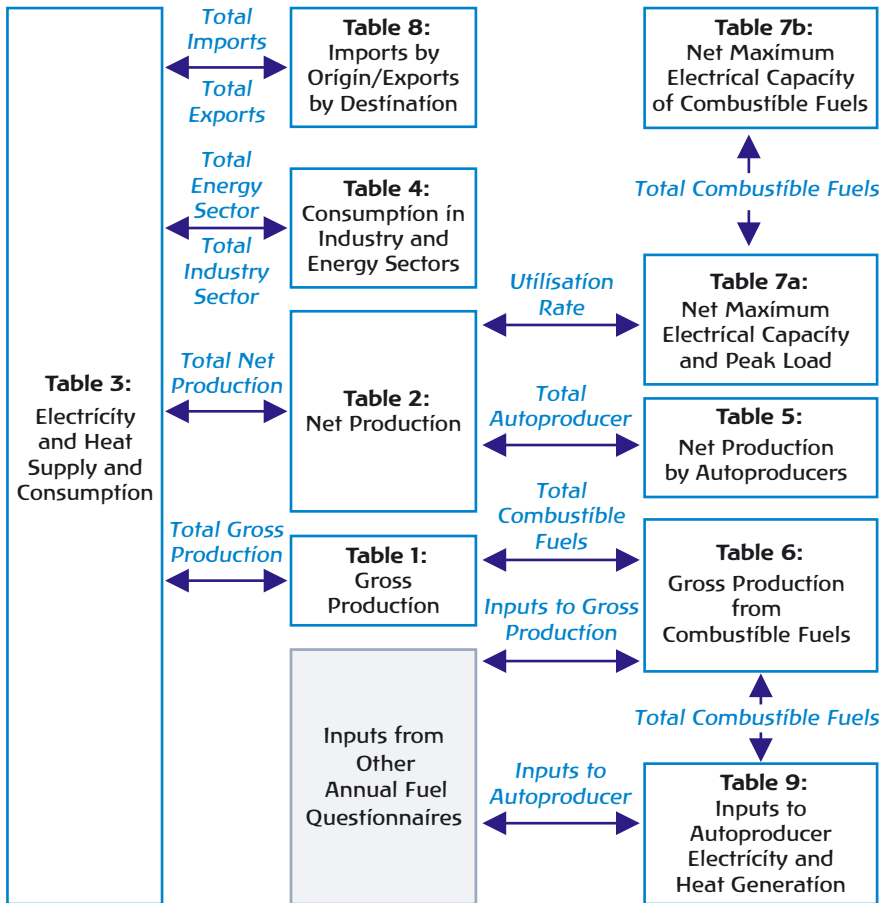 Table 3:
Electricity
and Heat
Supply and
Consumption
Total
Imports
Total
Exports
Table 8:
Imports by
Origin/Exports
by Destination
Table 7b:
Net Maximum
Electrical Capacity
of Combustible Fuels
Total
Energy
Sector
Total
Industry
Sector
Table 4:
Consumption in
Industry and
Energy Sectors
Total Combustible Fuels
Utilisation
Rate
Table 7a:
Net Maximum
Electrical Capacity
and Peak Load
Total Net
Production
Table 2:
Net Production
Total
Autoproducer
Table 5:
Net Production
by Autoproducers
Total Gross
Production
Table 1:
Gross
Production
Total
Combustible
Fuels
Inputs to Gross
Production
Table 6:
Gross Production
from
Combustible Fuels
Total Combustible Fuels
Inputs from
Other
Annual Fuel
Questionnaires
Inputs to
Autoproducer
Table 9:
Inputs to
Autoproducer
Electricity and
Heat Generation